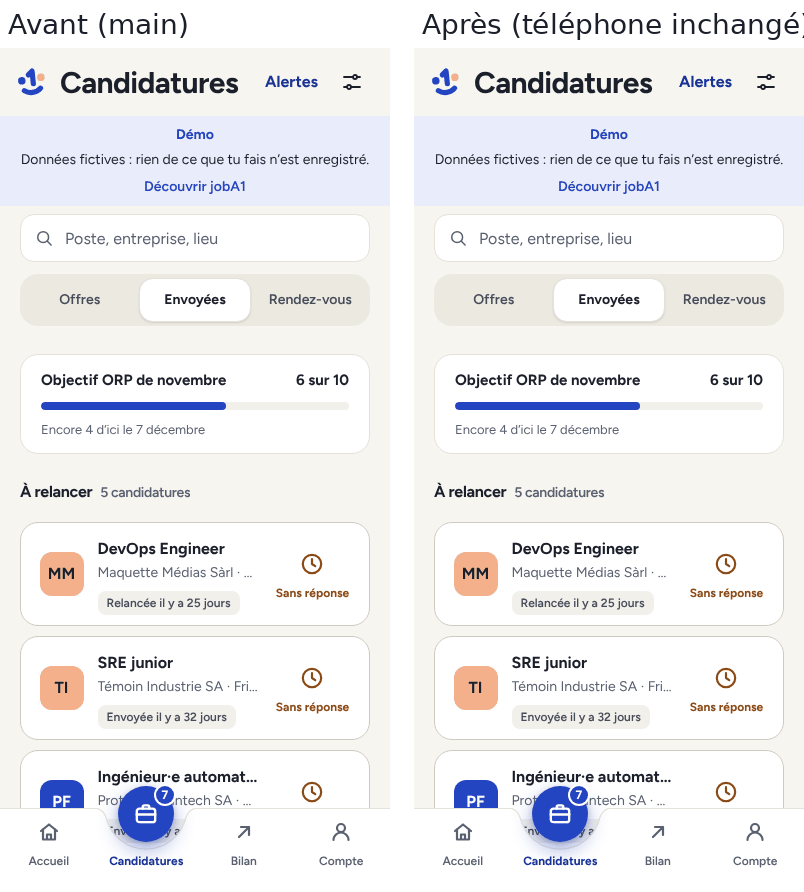 Avant (main)
Candidatures Alertes
Démo
Données fictives : rien de ce que tu fais n’est enregistré.
Découvrir jobA1
Poste, entreprise, lieu
Offres Envoyées Rendez-vous
Objectif ORP de novembre 6 sur 10
Encore 4 d’ici le 7 décembre
À relancer 5 candidatures
DevOps Engineer
MM Maquette Médias Sàrl · ...
Relancée il y a 25 jours Sans réponse
SRE junior
TI Témoin Industrie SA · Fri...
Envoyée il y a 32 jours Sans réponse
Ingénieur·e automat...
PF SA · ...
7
Accueil Candidatures Bilan Compte
Après (téléphone inchangé)
Candidatures Alertes
Démo
Données fictives : rien de ce que tu fais n’est enregistré.
Découvrir jobA1
Poste, entreprise, lieu
Offres Envoyées Rendez-vous
Objectif ORP de novembre 6 sur 10
Encore 4 d’ici le 7 décembre
À relancer 5 candidatures
DevOps Engineer
MM Maquette Médias Sàrl · ...
Relancée il y a 25 jours Sans réponse
SRE junior
TI Témoin Industrie SA · Fri...
Envoyée il y a 32 jours Sans réponse
Ingénieur·e automat...
PF SA · ...
7
Accueil Candidatures Bilan Compte